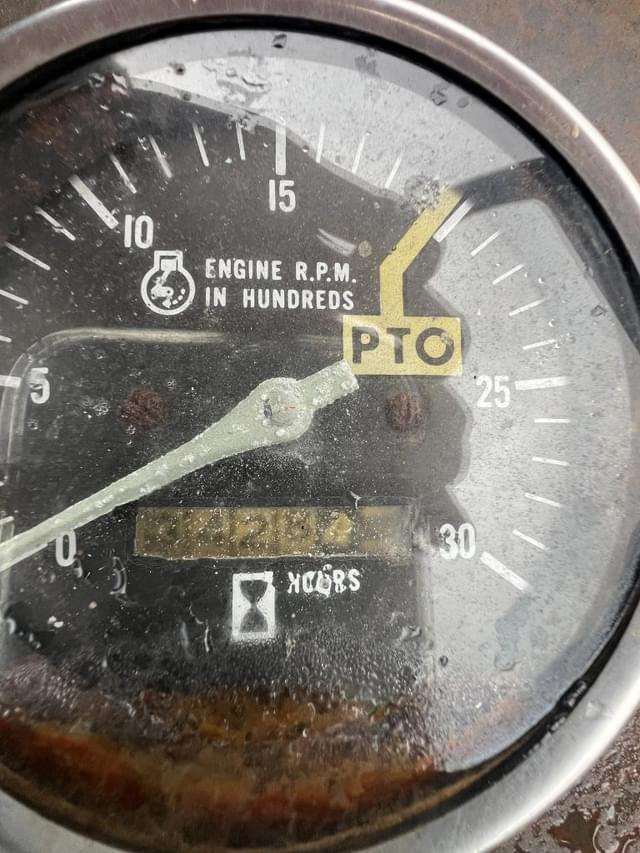 15
10
ENGINE R.P.M.
IN HUNDREDS
PTO
5
25
0
30
HOURS